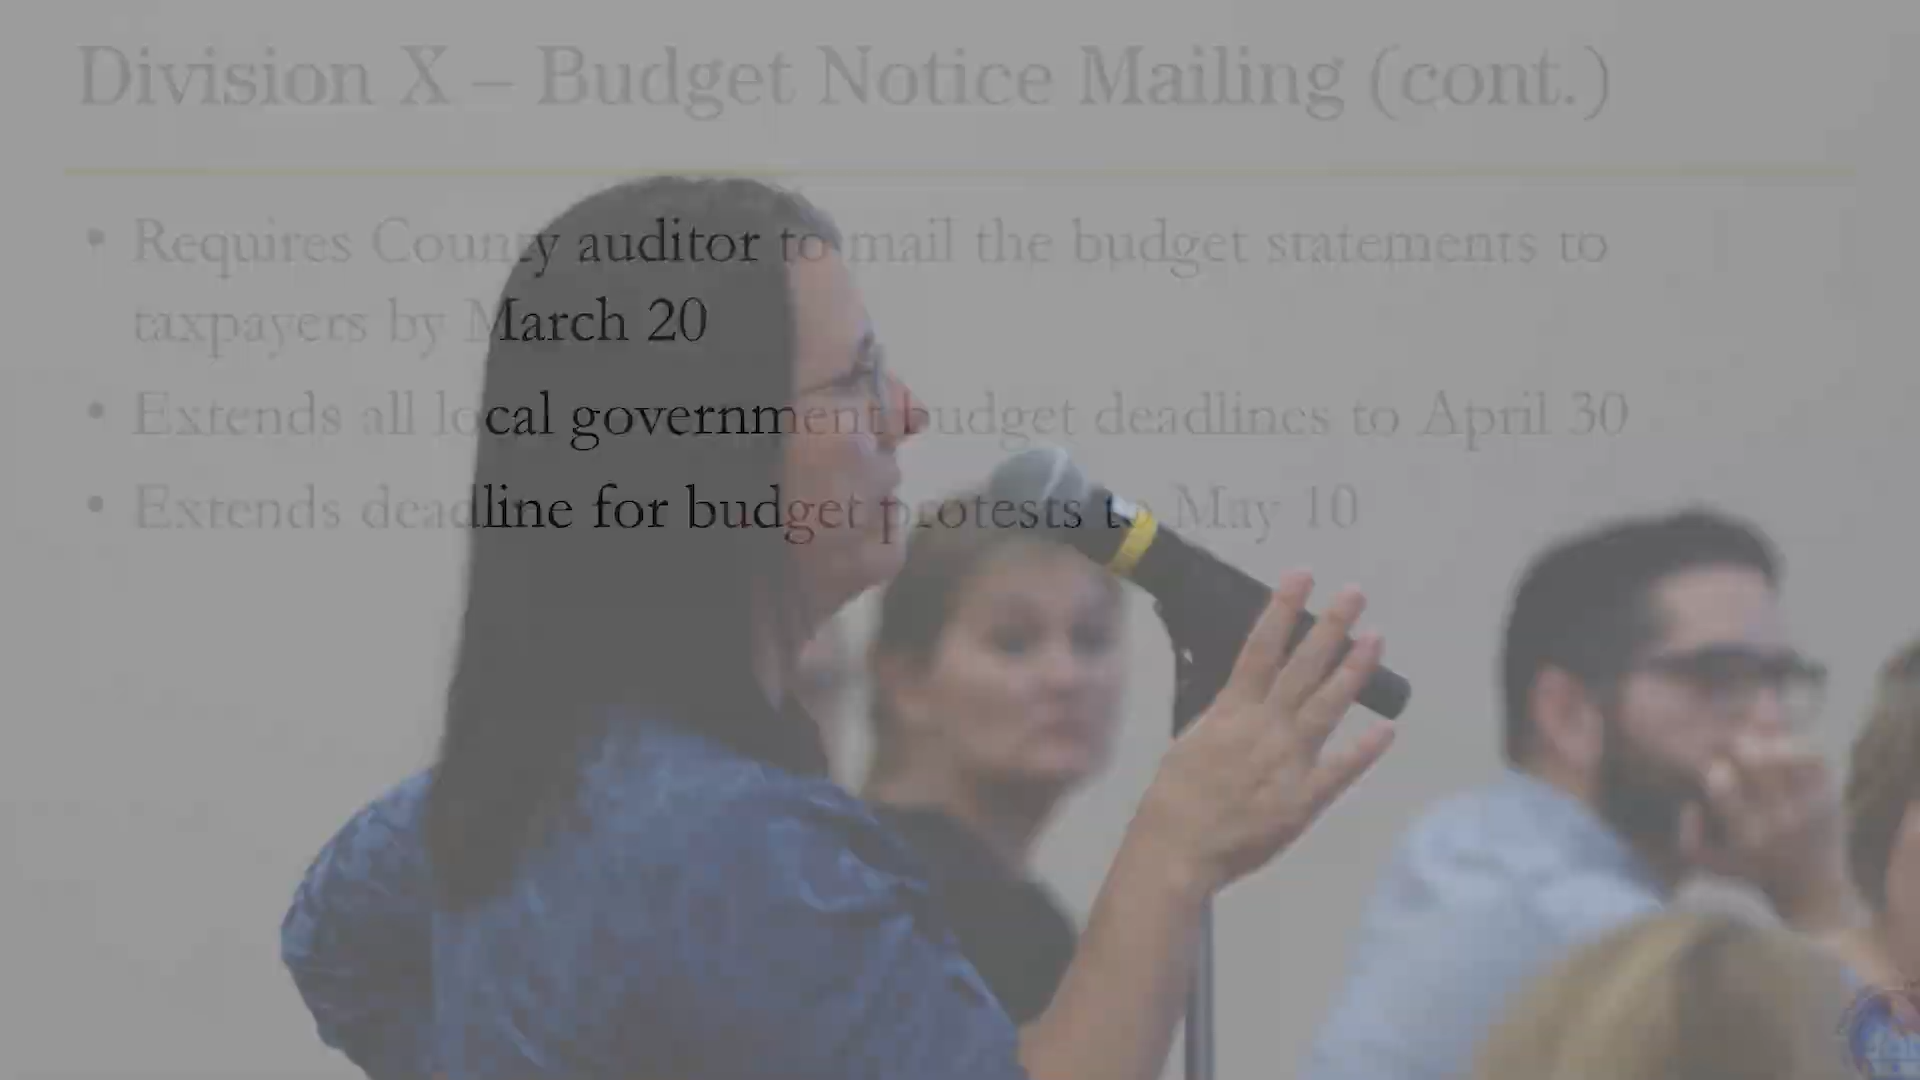 Division X – Budget Notice Mailing (cont.)
• Requires County auditor to mail the budget statements to
taxpayers by March 20
• Extends all local government budget deadlines to April 30
• Extends deadline for budget protests to May 10